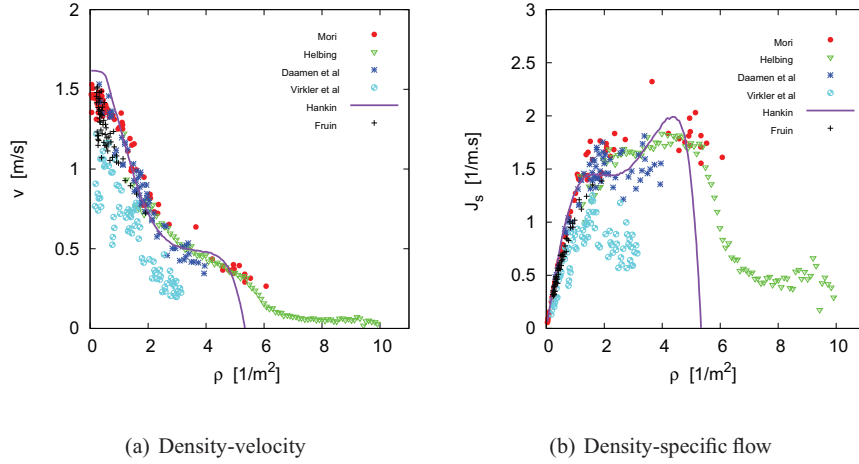 Mori
Helbing
Daamen et al
Virkler et al
Hankin
Fruin
2
1.5
1
0.5
0
0 2 4 6 8 10
v [m/s]
ρ [1/m²]
(a) Density-velocity
Mori
Helbing
Daamen et al
Virkler et al
Hankin
Fruin
3
2.5
2
1.5
1
0.5
0
0 2 4 6 8 10
Jₛ [1/m.s]
ρ [1/m²]
(b) Density-specific flow